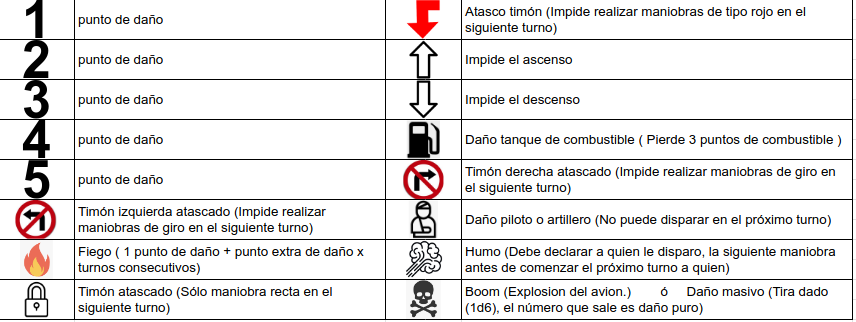 1 punto de daño
Atasco timón (Impide realizar maniobras de tipo rojo en el
siguiente turno)
2 punto de daño
Impide el ascenso
3 punto de daño
Impide el descenso
4 punto de daño
Daño tanque de combustible ( Pierde 3 puntos de combustible )
5 punto de daño
Timón derecha atascado (Impide realizar maniobras de giro en
el siguiente turno)
Timón izquierda atascado (Impide realizar
maniobras de giro en el siguiente turno)
Daño piloto o artillero (No puede disparar en el próximo turno)
Fiego ( 1 punto de daño + punto extra de daño x
turnos consecutivos)
Humo (Debe declarar a quien le disparo, la siguiente maniobra
antes de comenzar el próximo turno a quien)
Timón atascado (Sólo maniobra recta en el
siguiente turno)
Boom (Explosion del avion.) ó Daño masivo (Tira dado
(1d6), el número que sale es daño puro)